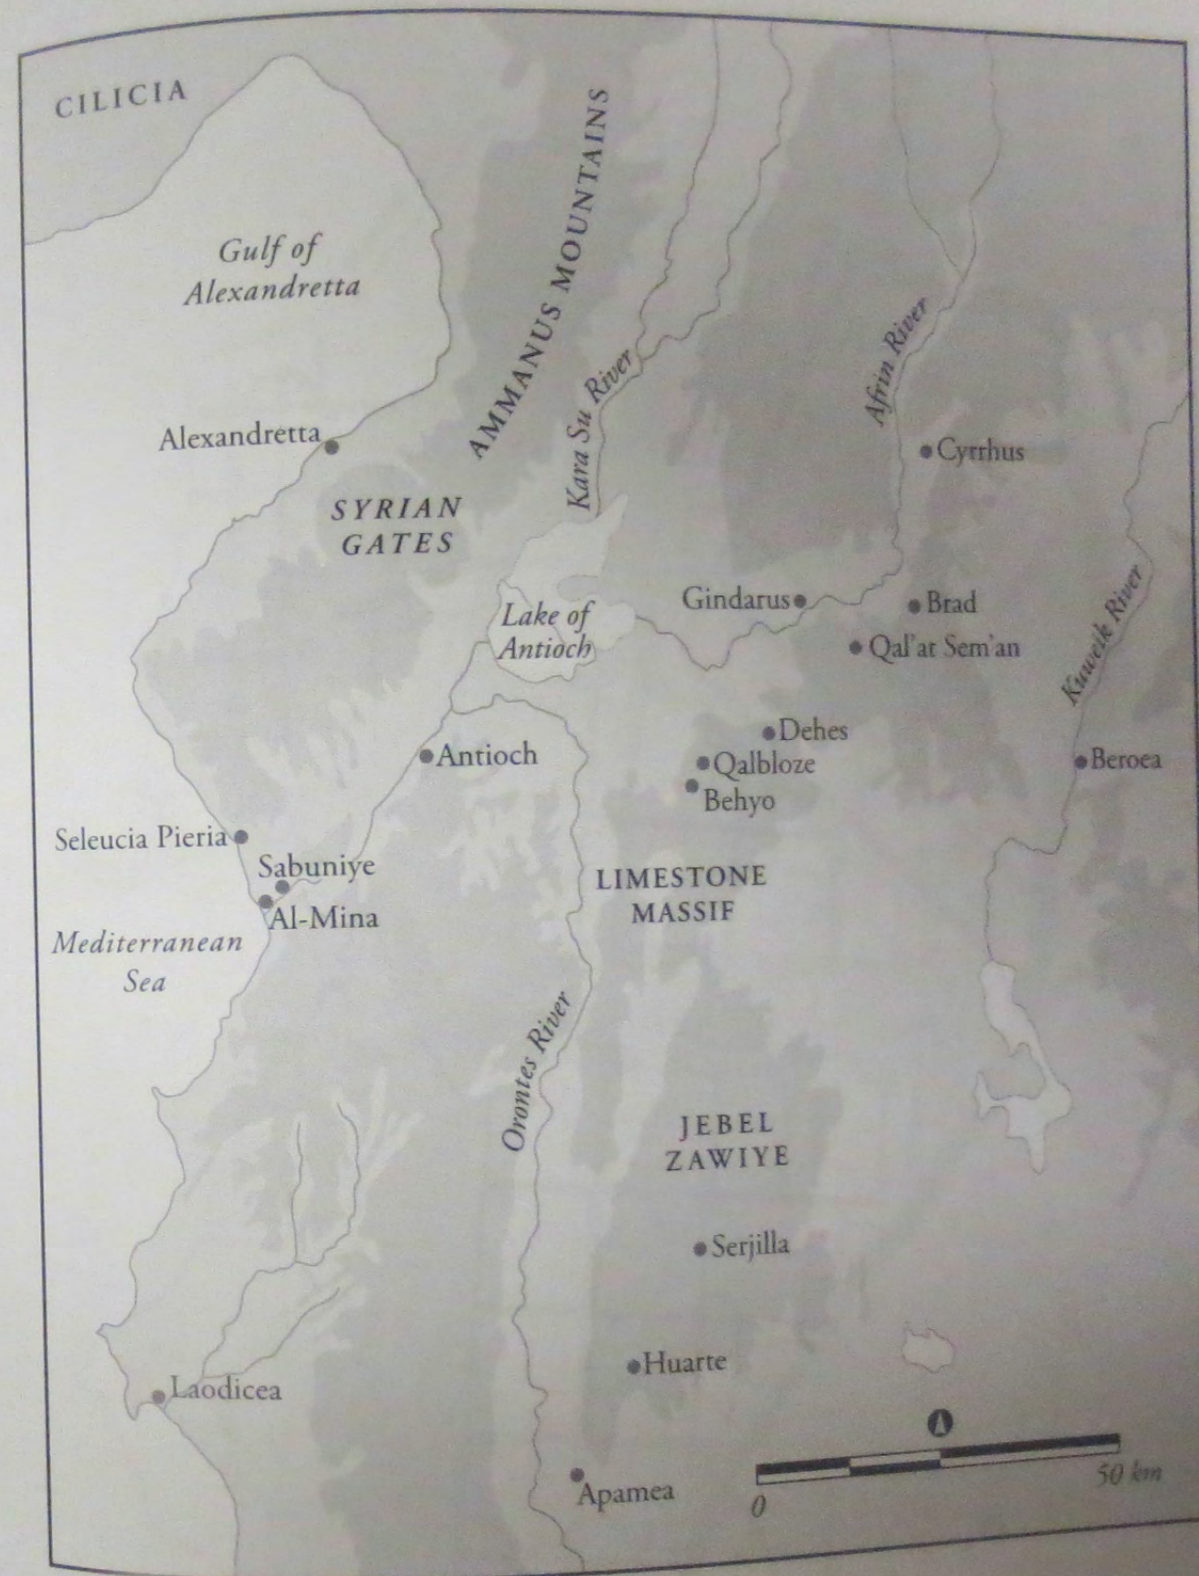 CILICIA
Gulf of
Alexandretta
AMMANUS MOUNTAINS
Kara Su River
Afrin River
Alexandretta
Cyrrhus
SYRIAN
GATES
Lake of
Antioch
Gindarus
Brad
Qal'at Sem'an
Kuweik River
Dehes
Antioch
Qalbloze
Beroea
Behyo
Seleucia Pieria
Sabuniye
LIMESTONE
MASSIF
Al-Mina
Mediterranean
Sea
Orontes River
JEBEL
ZAWIYE
Serjilla
Huarte
Laodicea
Apamea
0
50 km